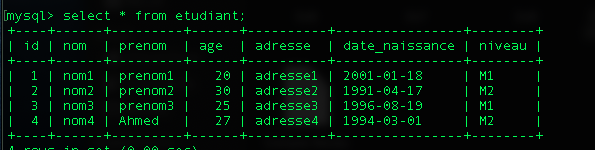 [mysql> select * from etudiant;
+----+------+---------+------+----------+----------------+--------+
| id | nom | prenom | age | adresse | date_naissance | niveau |
+----+------+---------+------+----------+----------------+--------+
| 1 | nom1 | prenom1 | 20 | adresse1 | 2001-01-18 | M1 |
| 2 | nom2 | prenom2 | 30 | adresse2 | 1991-04-17 | M2 |
| 3 | nom3 | prenom3 | 25 | adresse3 | 1996-08-19 | M1 |
| 4 | nom4 | Ahmed | 27 | adresse4 | 1994-03-01 | M2 |
+----+------+---------+------+----------+----------------+--------+
4 rows in set (0.00 sec)